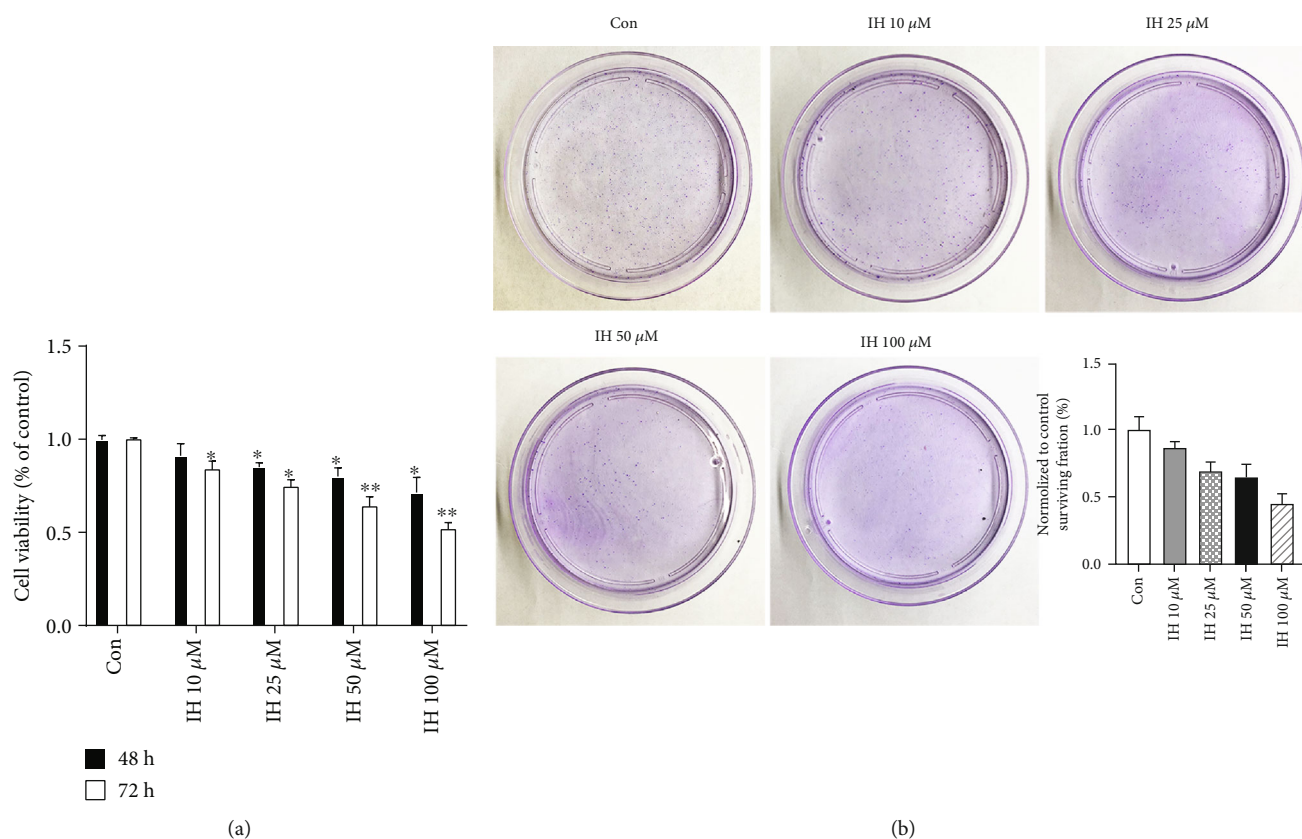 Cell viability (% of control)
1.5
1.0
0.5
0.0
*
*
*
*
**
*
**
Con
IH 10 µM
IH 25 µM
IH 50 µM
IH 100 µM
48 h
72 h
(a)
Con
IH 10 µM
IH 25 µM
IH 50 µM
IH 100 µM
Normolized to control
surviving fration (%)
1.5
1.0
0.5
0.0
Con
IH 10 µM
IH 25 µM
IH 50 µM
IH 100 µM
(b)